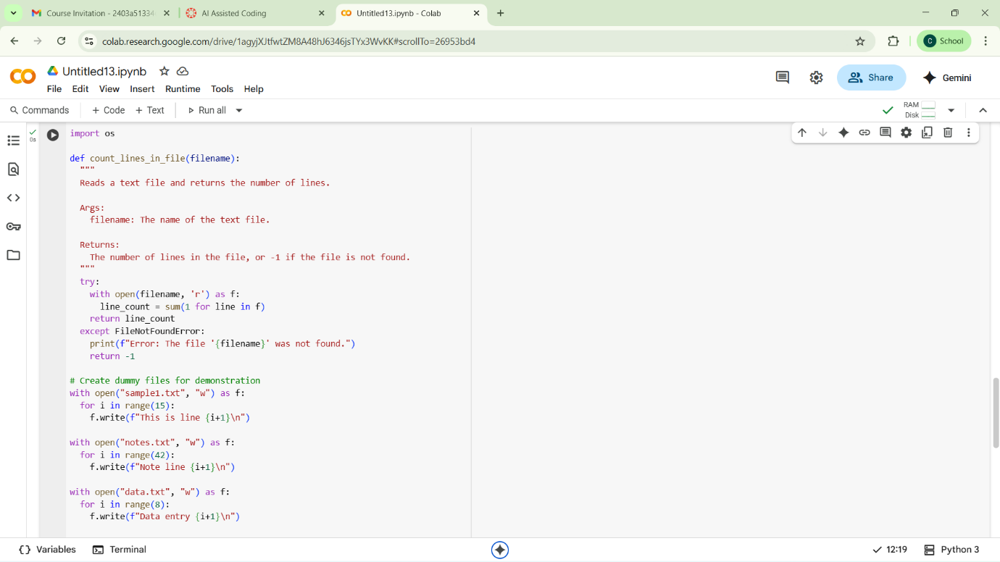 Course Invitation - 2403a51334
AI Assisted Coding
Untitled13.ipynb - Colab
colab.research.google.com/drive/1agyjXJtfwtZM8A48hJ6346jsTYx3WvKK#scrollTo=26953bd4
C School
CO Untitled13.ipynb
File Edit View Insert Runtime Tools Help
Share
Gemini
Commands + Code + Text Run all
RAM
Disk
0s
import os
def count_lines_in_file(filename):
"""
Reads a text file and returns the number of lines.
Args:
filename: The name of the text file.
Returns:
The number of lines in the file, or -1 if the file is not found.
"""
try:
with open(filename, 'r') as f:
line_count = sum(1 for line in f)
return line_count
except FileNotFoundError:
print(f"Error: The file '{filename}' was not found.")
return -1
# Create dummy files for demonstration
with open("sample1.txt", "w") as f:
for i in range(15):
f.write(f"This is line {i+1}\n")
with open("notes.txt", "w") as f:
for i in range(42):
f.write(f"Note line {i+1}\n")
with open("data.txt", "w") as f:
for i in range(8):
f.write(f"Data entry {i+1}\n")
{} Variables
Terminal
12:19
Python 3